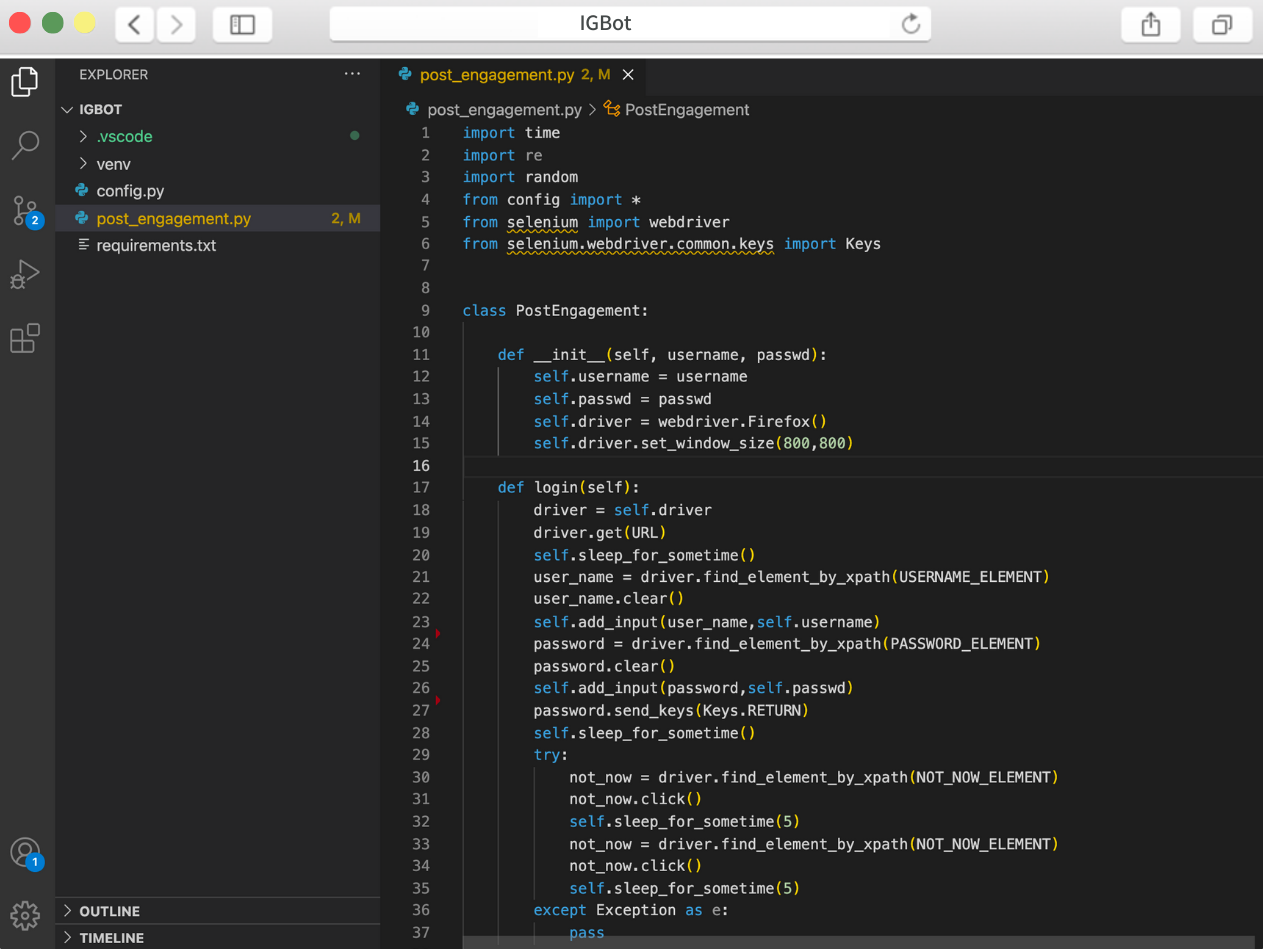 IGBot
EXPLORER
IGBOT
.vscode
venv
config.py
post_engagement.py 2, M
requirements.txt
2
1
OUTLINE
TIMELINE
post_engagement.py 2, M
post_engagement.py > PostEngagement
1 import time
2 import re
3 import random
4 from config import *
5 from selenium import webdriver
6 from selenium.webdriver.common.keys import Keys
7
8
9 class PostEngagement:
10
11 def __init__(self, username, passwd):
12 self.username = username
13 self.passwd = passwd
14 self.driver = webdriver.Firefox()
15 self.driver.set_window_size(800,800)
16
17 def login(self):
18 driver = self.driver
19 driver.get(URL)
20 self.sleep_for_sometime()
21 user_name = driver.find_element_by_xpath(USERNAME_ELEMENT)
22 user_name.clear()
23 self.add_input(user_name,self.username)
24 password = driver.find_element_by_xpath(PASSWORD_ELEMENT)
25 password.clear()
26 self.add_input(password,self.passwd)
27 password.send_keys(Keys.RETURN)
28 self.sleep_for_sometime()
29 try:
30 not_now = driver.find_element_by_xpath(NOT_NOW_ELEMENT)
31 not_now.click()
32 self.sleep_for_sometime(5)
33 not_now = driver.find_element_by_xpath(NOT_NOW_ELEMENT)
34 not_now.click()
35 self.sleep_for_sometime(5)
36 except Exception as e:
37 pass